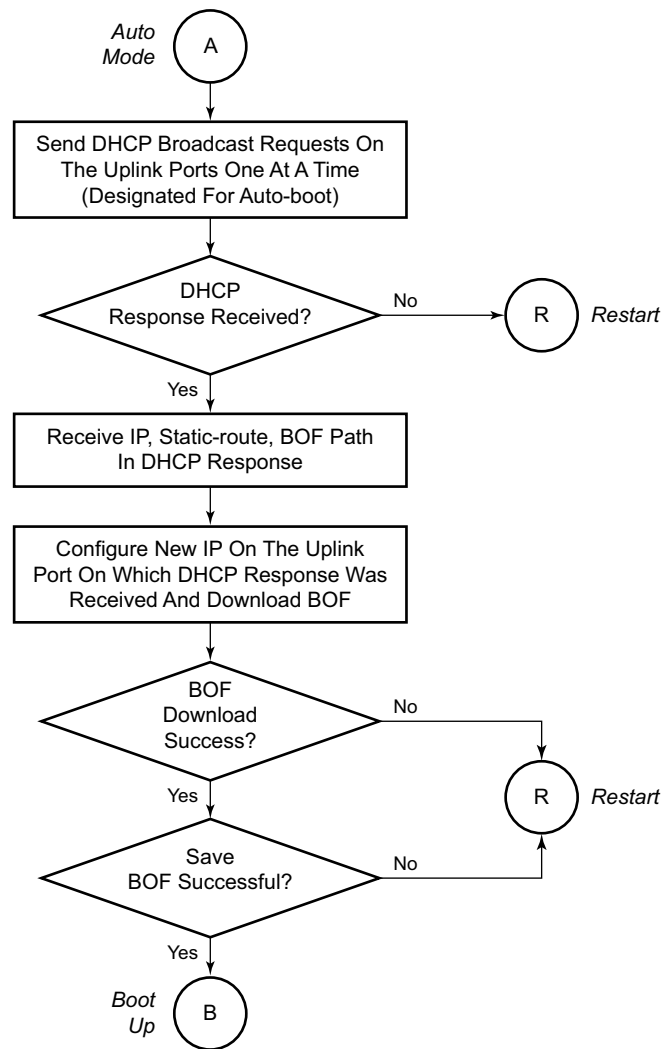 Auto
Mode
A
Send DHCP Broadcast Requests On
The Uplink Ports One At A Time
(Designated For Auto-boot)
DHCP
Response Received?
No
R
Restart
Yes
Receive IP, Static-route, BOF Path
In DHCP Response
Configure New IP On The Uplink
Port On Which DHCP Response Was
Received And Download BOF
BOF
Download
Success?
No
R
Restart
Yes
Save
BOF Successful?
No
Yes
Boot
Up
B